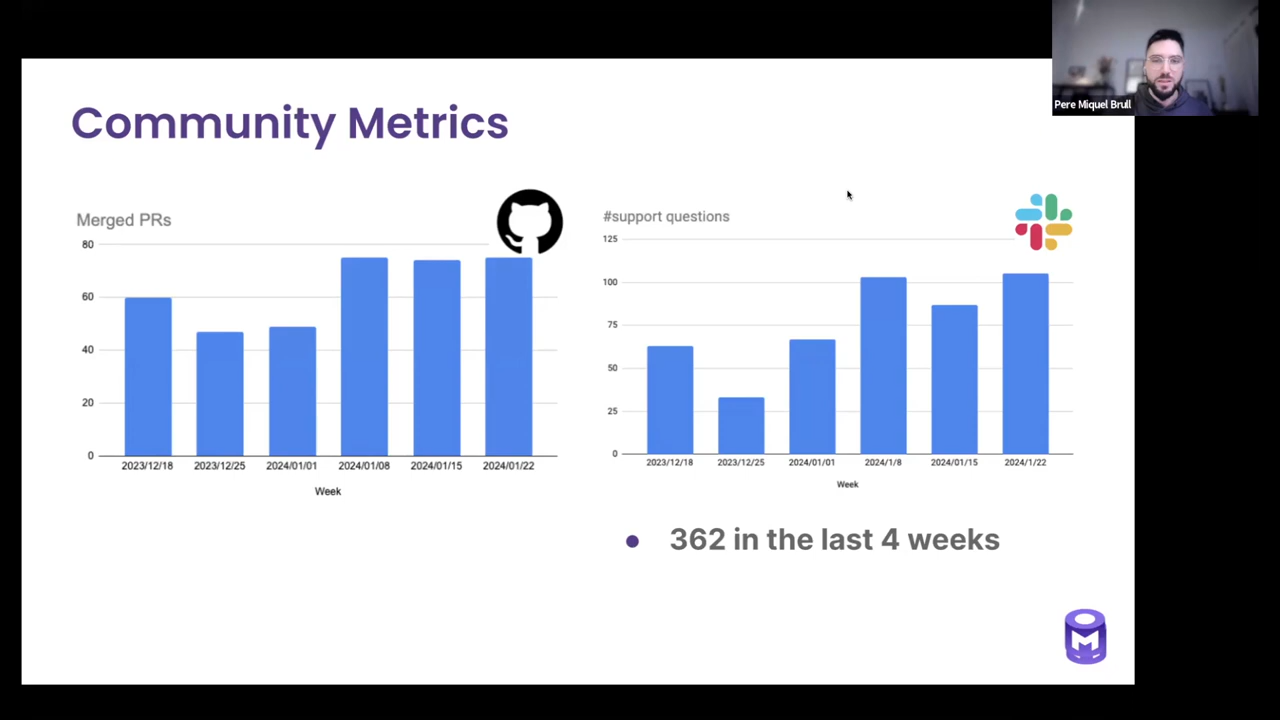 Pere Miquel Brull
Community Metrics
Merged PRs
80
60
40
20
0
2023/12/18 2023/12/25 2024/01/01 2024/01/08 2024/01/15 2024/01/22
Week
#support questions
125
100
75
50
25
0
2023/12/18 2023/12/25 2024/01/01 2024/1/8 2024/01/15 2024/1/22
Week
362 in the last 4 weeks
M